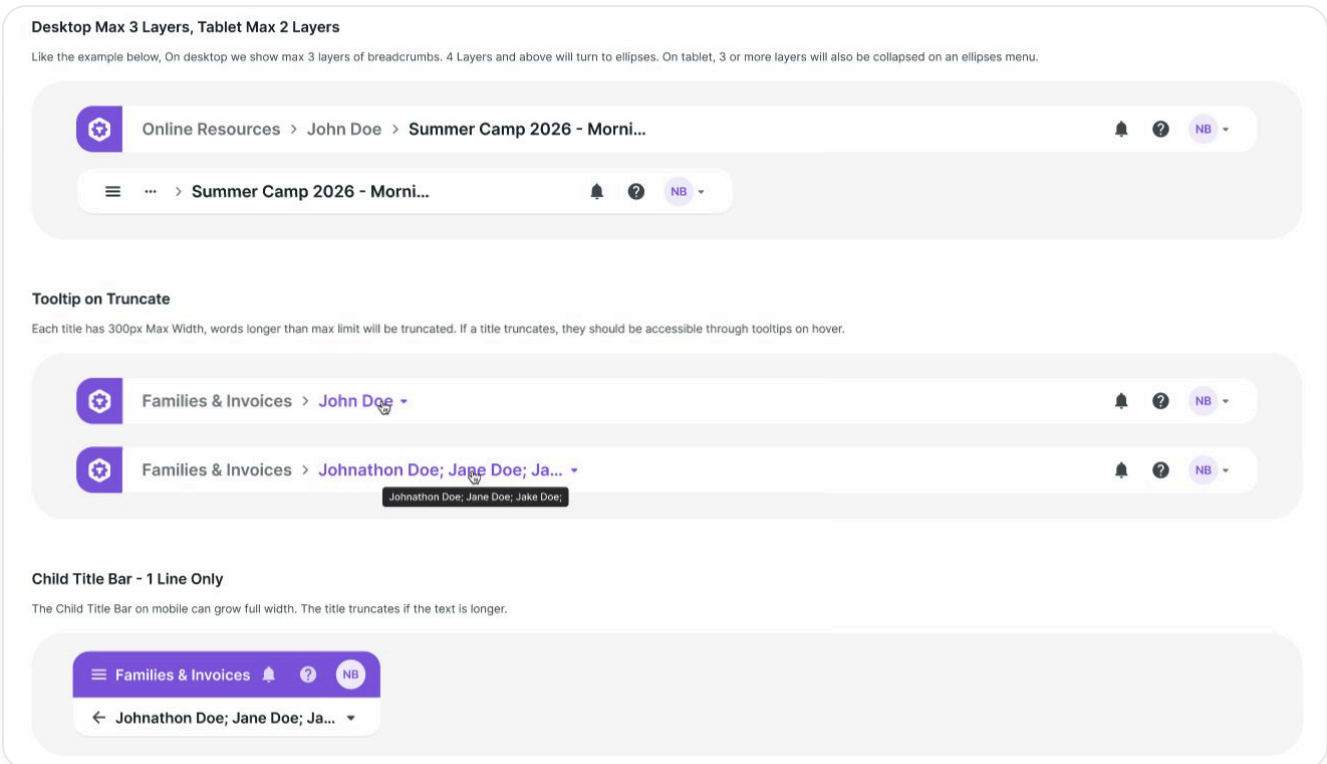 Desktop Max 3 Layers, Tablet Max 2 Layers
Like the example below, On desktop we show max 3 layers of breadcrumbs. 4 Layers and above will turn to ellipses. On tablet, 3 or more layers will also be collapsed on an ellipses menu.
Online Resources > John Doe > Summer Camp 2026 - Morni... NB
... > Summer Camp 2026 - Morni... NB
Tooltip on Truncate
Each title has 300px Max Width, words longer than max limit will be truncated. If a title truncates, they should be accessible through tooltips on hover.
Families & Invoices > John Doe NB
Families & Invoices > Johnathon Doe; Jane Doe; Ja... NB
Johnathon Doe; Jane Doe; Jake Doe;
Child Title Bar - 1 Line Only
The Child Title Bar on mobile can grow full width. The title truncates if the text is longer.
Families & Invoices ? NB
Johnathon Doe; Jane Doe; Ja...